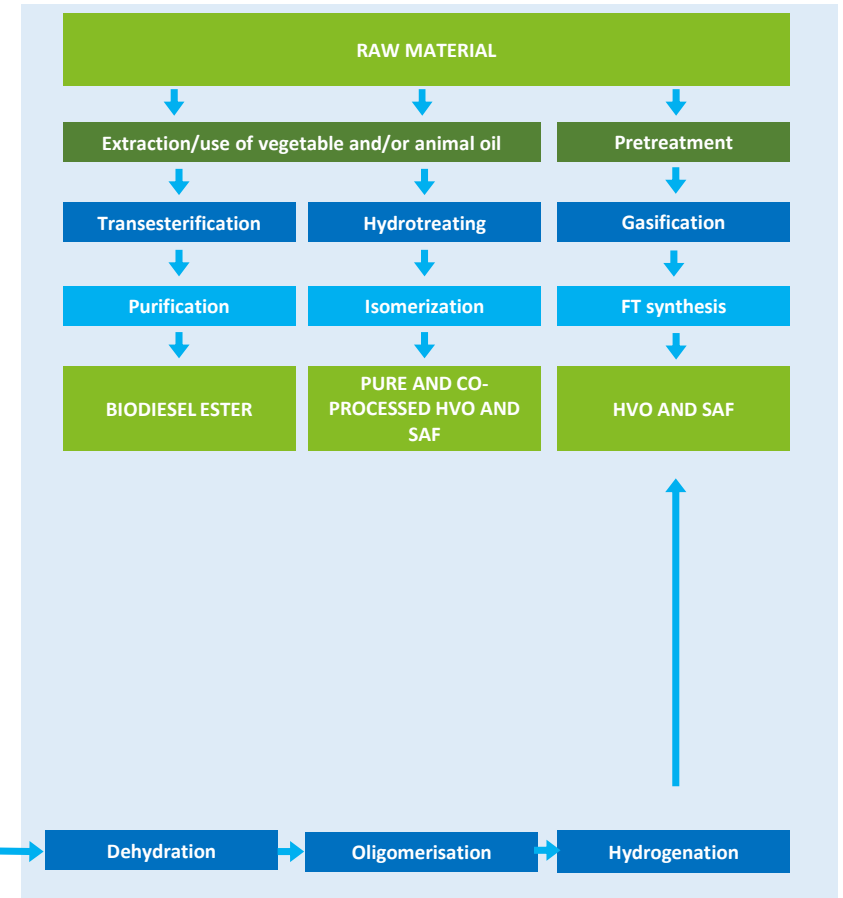 RAW MATERIAL
Extraction/use of vegetable and/or animal oil
Pretreatment
Transesterification
Hydrotreating
Gasification
Purification
Isomerization
FT synthesis
BIODIESEL ESTER
PURE AND CO-
PROCESSED HVO AND
SAF
HVO AND SAF
Dehydration
Oligomerisation
Hydrogenation